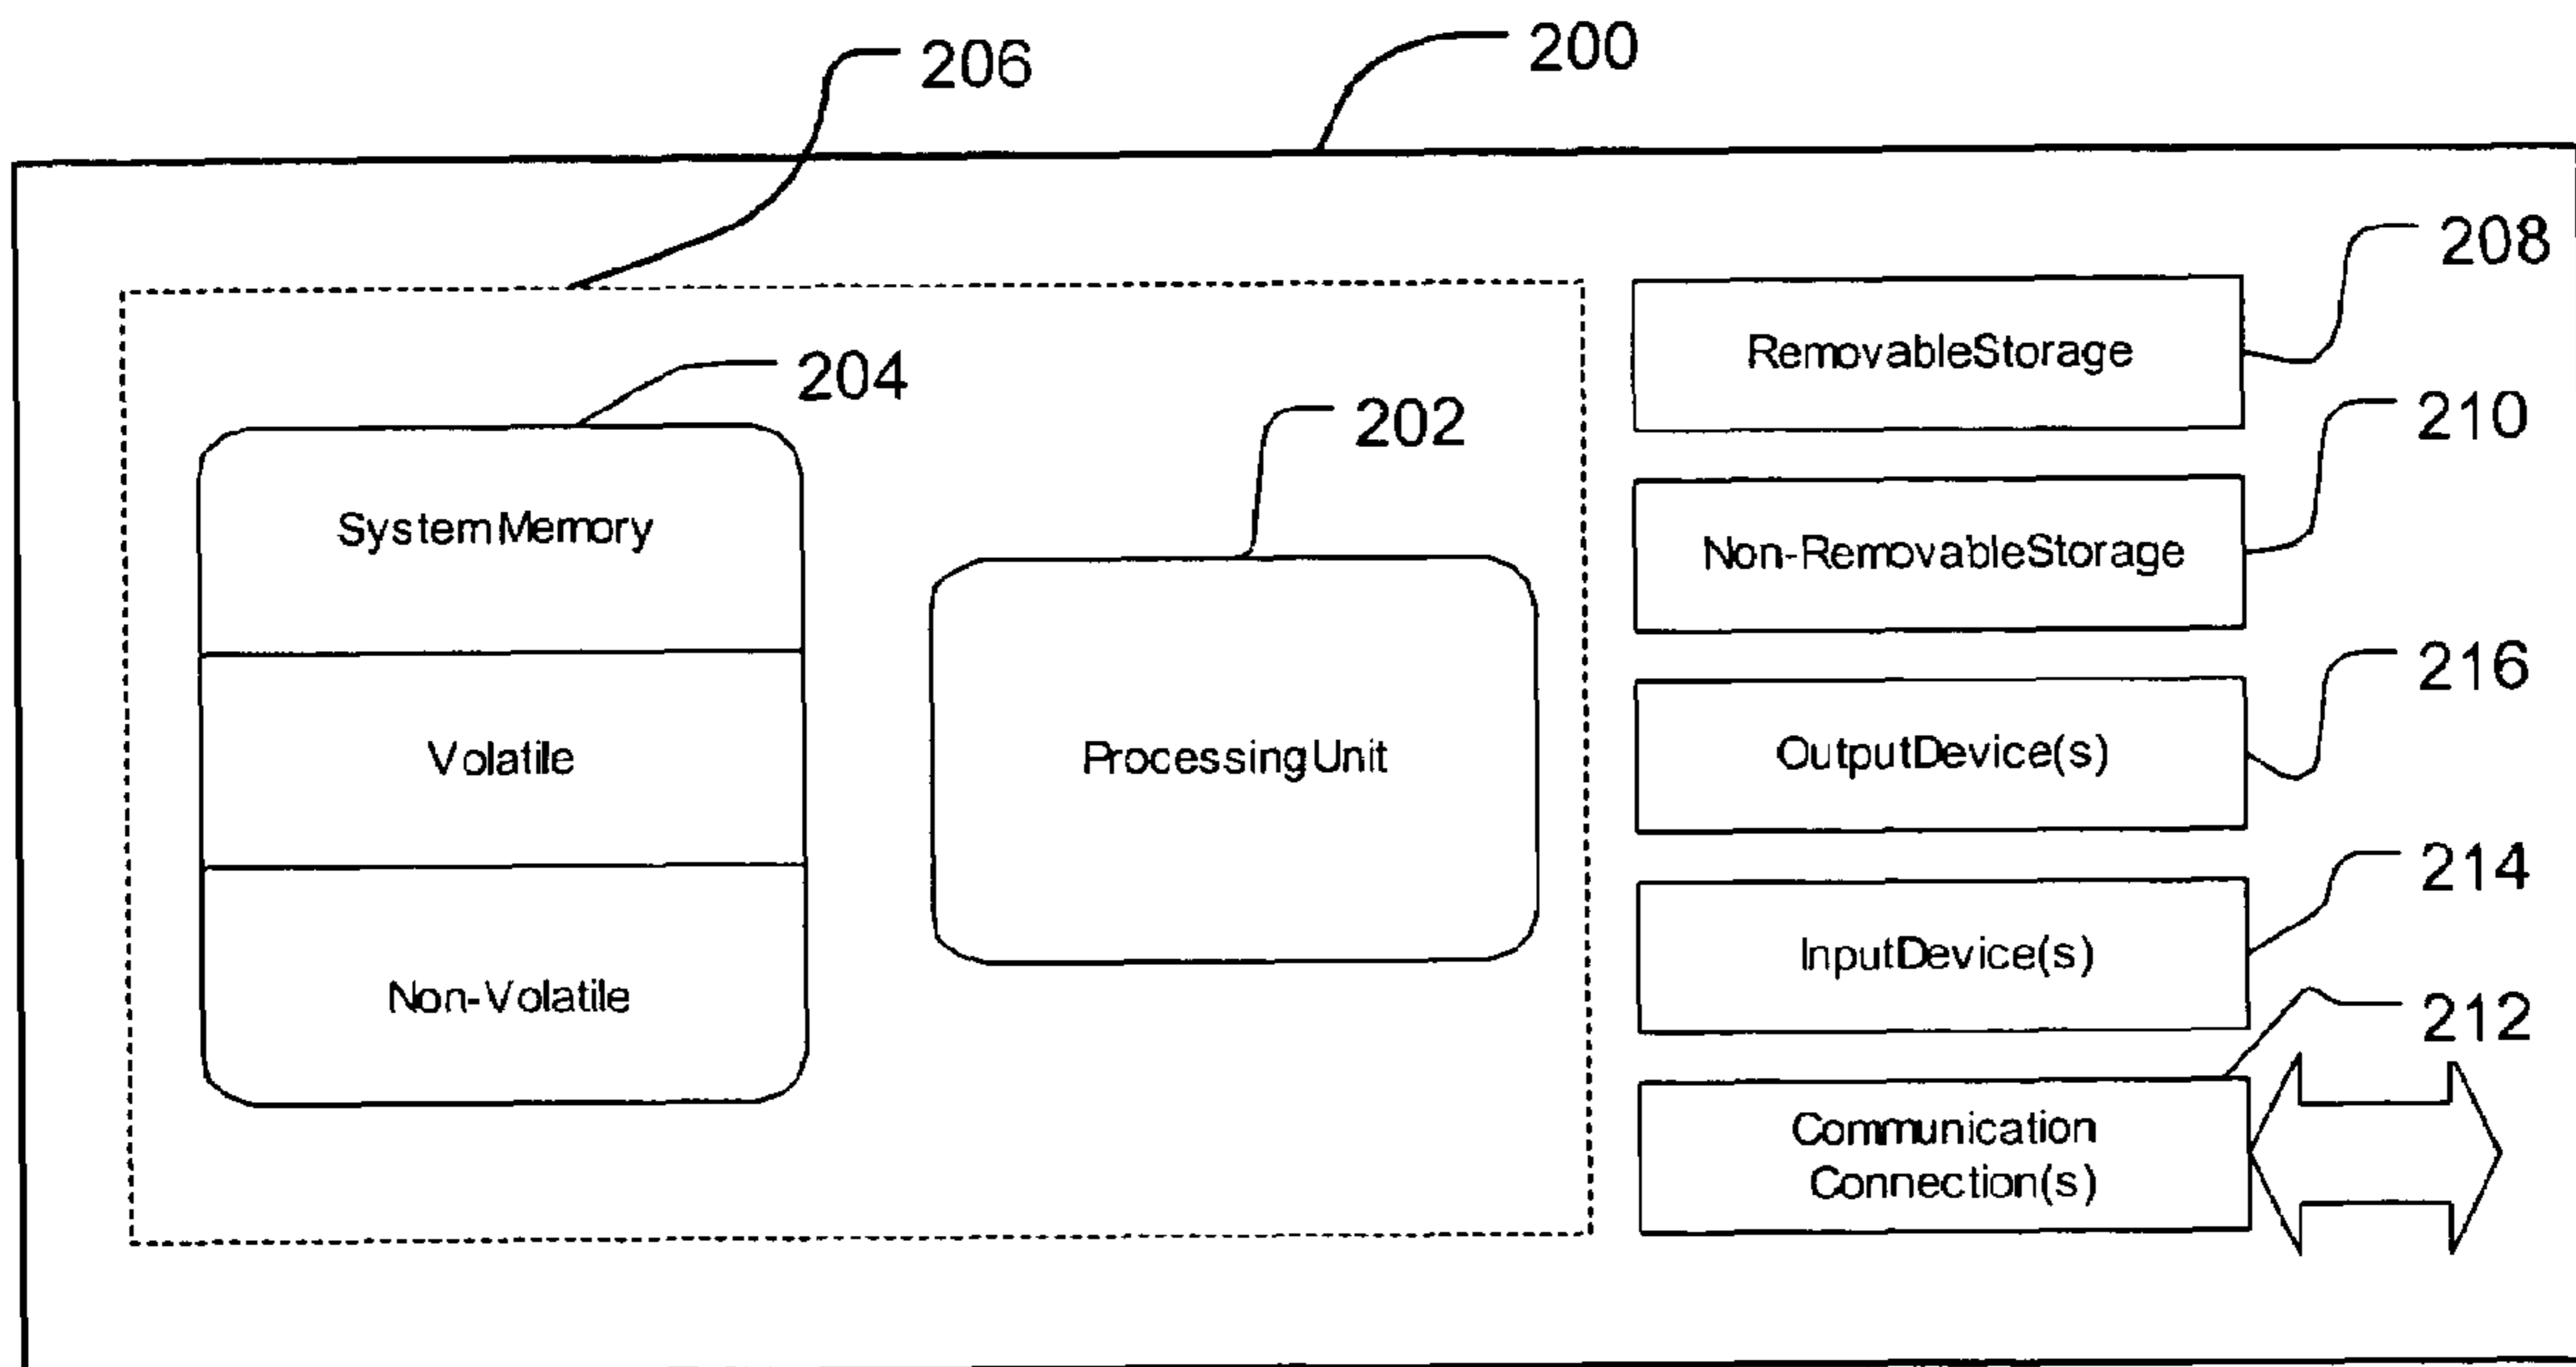 206
200
208
RemovableStorage
204
202
210
SystemMemory
Non-RemovableStorage
216
Volatile
ProcessingUnit
OutputDevice(s)
214
InputDevice(s)
Non-Volatile
212
Communication
Connection(s)